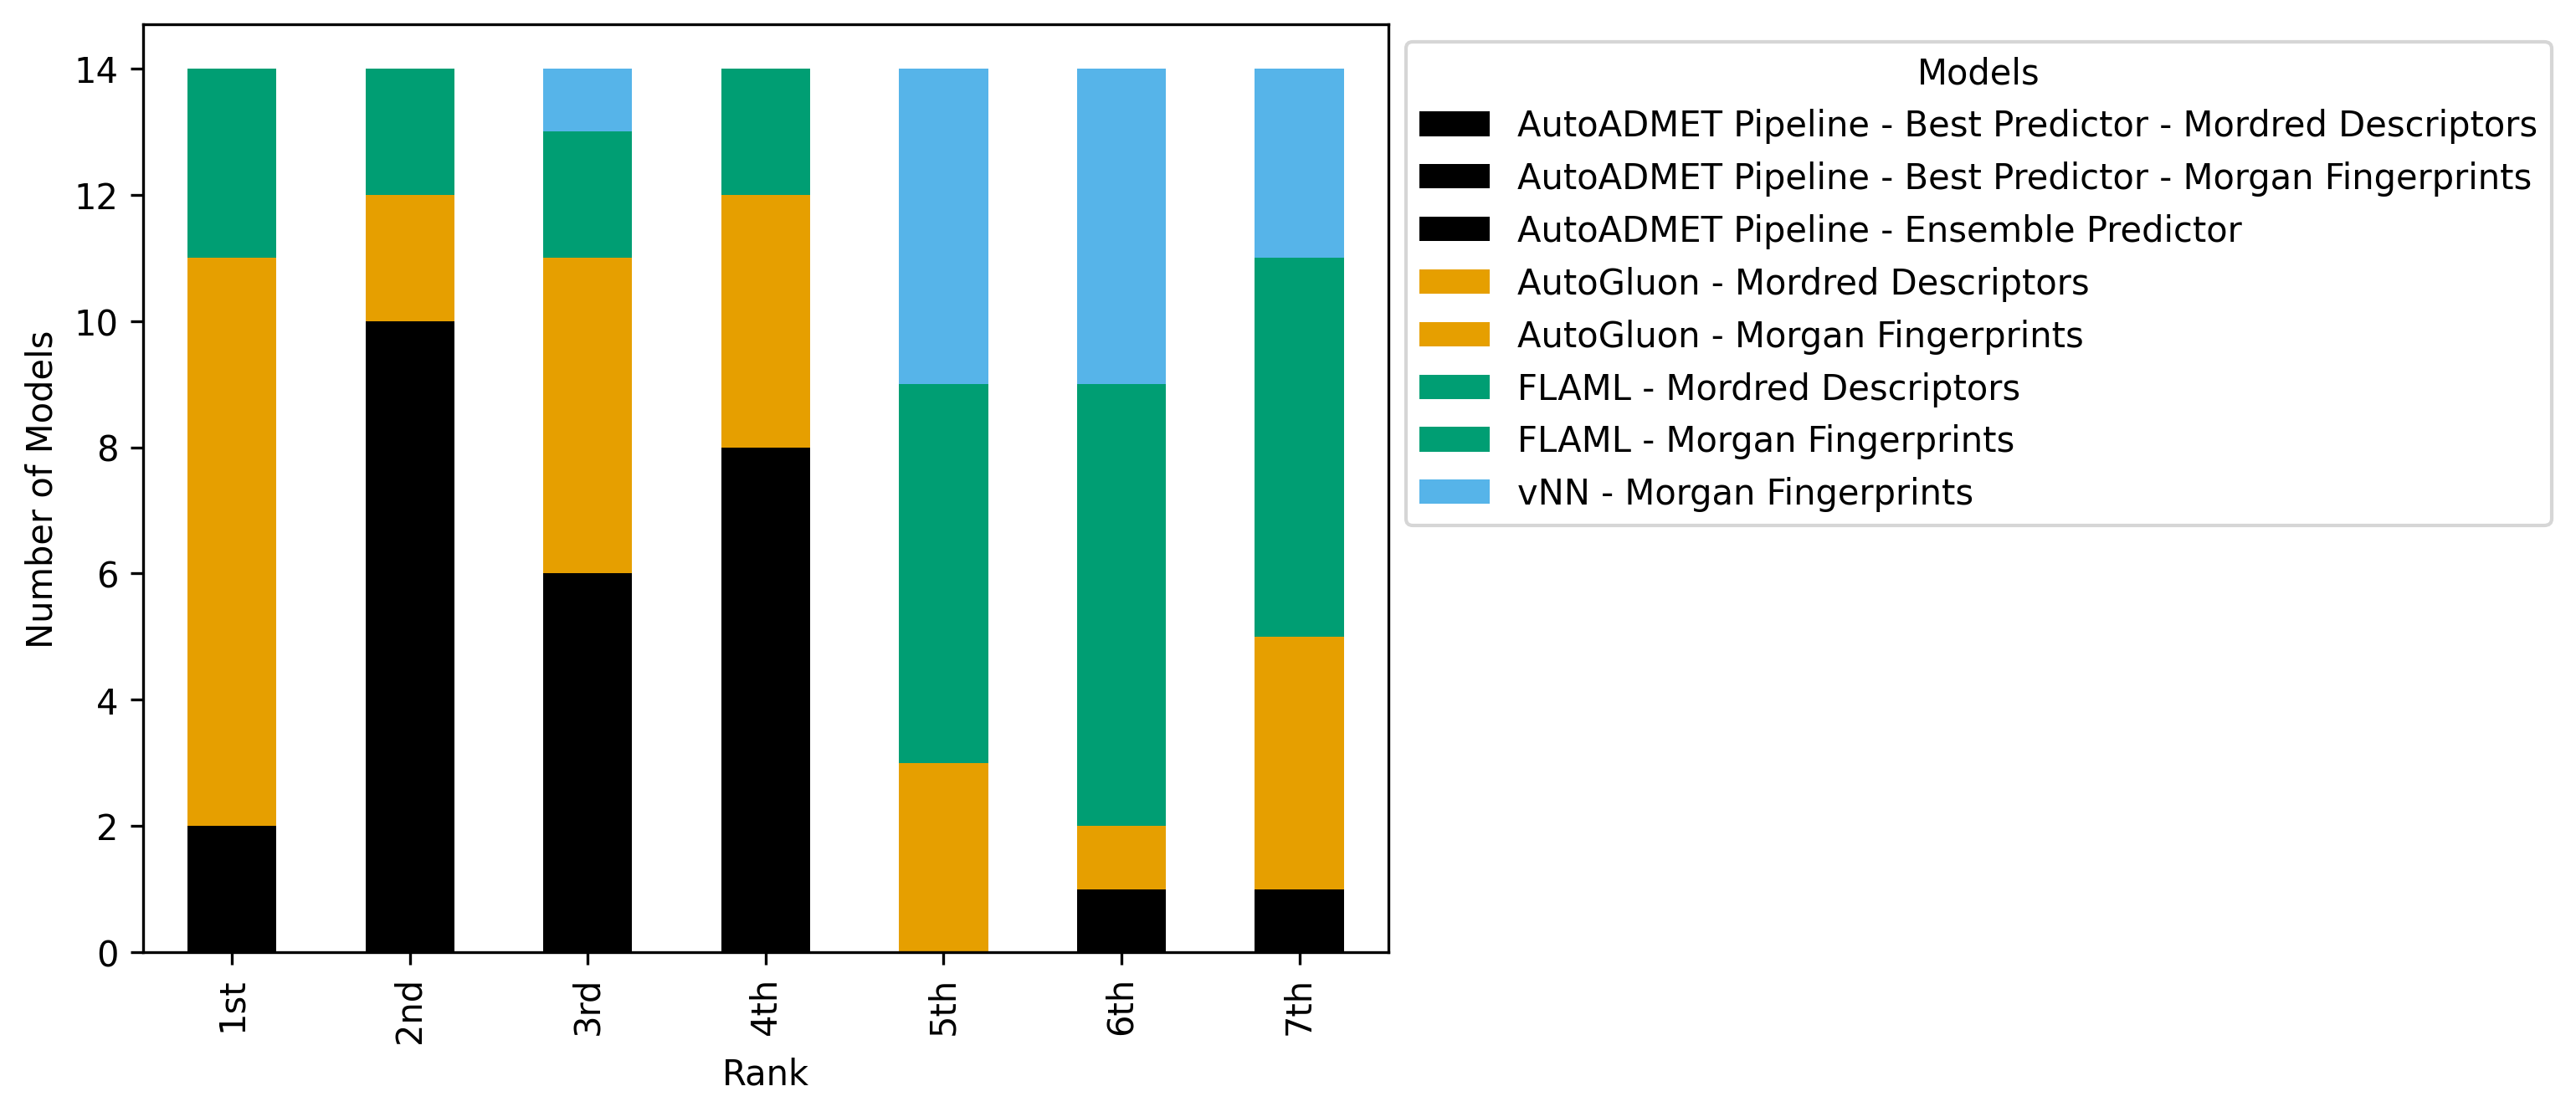 14
12
10
8
6
4
2
0
Number of Models
1st
2nd
3rd
4th
5th
6th
7th
Rank
Models
AutoADMET Pipeline - Best Predictor - Mordred Descriptors
AutoADMET Pipeline - Best Predictor - Morgan Fingerprints
AutoADMET Pipeline - Ensemble Predictor
AutoGluon - Mordred Descriptors
AutoGluon - Morgan Fingerprints
FLAML - Mordred Descriptors
FLAML - Morgan Fingerprints
vNN - Morgan Fingerprints